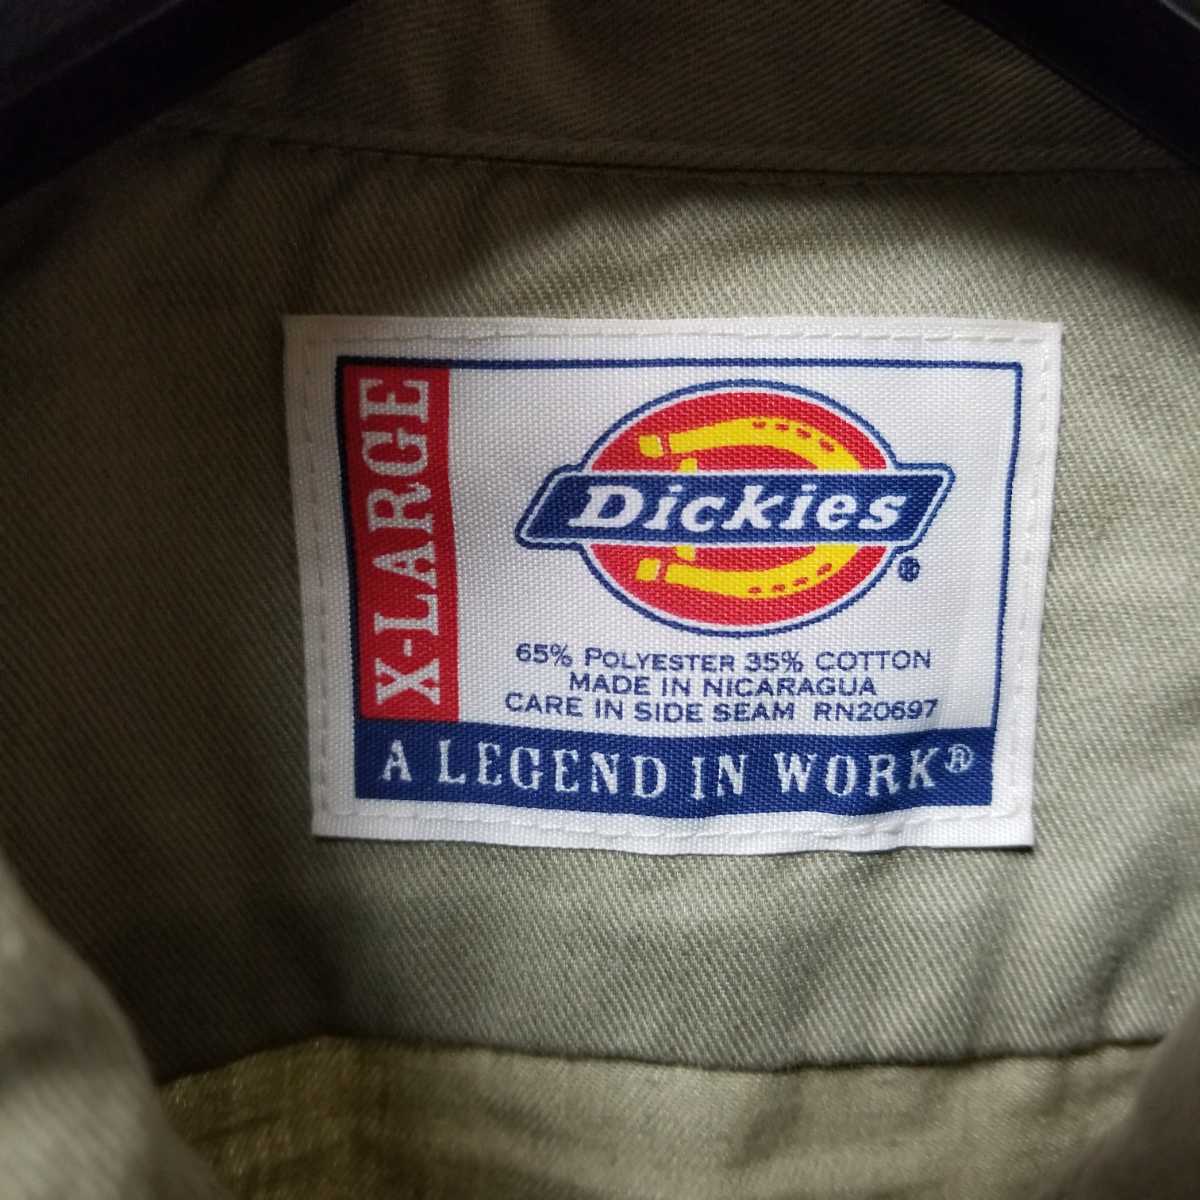 X-LARGE
Dickies®
65% POLYESTER 35% COTTON
MADE IN NICARAGUA
CARE IN SIDE SEAM RN20697
A LEGEND IN WORK®